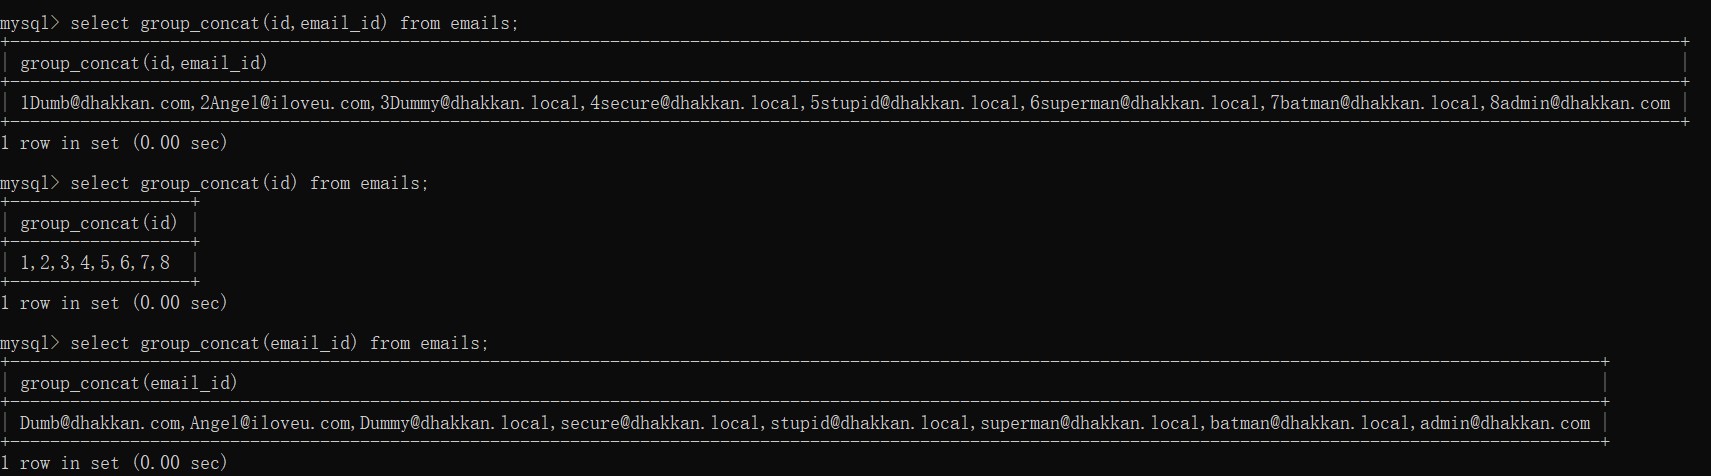 mysql> select group_concat(id,email_id) from emails;
| group_concat(id,email_id) |
| 1Dumb@dhakkan.com,2Angel@iloveu.com,3Dummy@dhakkan.local,4secure@dhakkan.local,5stupid@dhakkan.local,6superman@dhakkan.local,7batman@dhakkan.local,8admin@dhakkan.com |
1 row in set (0.00 sec)
mysql> select group_concat(id) from emails;
| group_concat(id) |
| 1,2,3,4,5,6,7,8 |
1 row in set (0.00 sec)
mysql> select group_concat(email_id) from emails;
| group_concat(email_id) |
| Dumb@dhakkan.com,Angel@iloveu.com,Dummy@dhakkan.local,secure@dhakkan.local,stupid@dhakkan.local,superman@dhakkan.local,batman@dhakkan.local,admin@dhakkan.com |
1 row in set (0.00 sec)